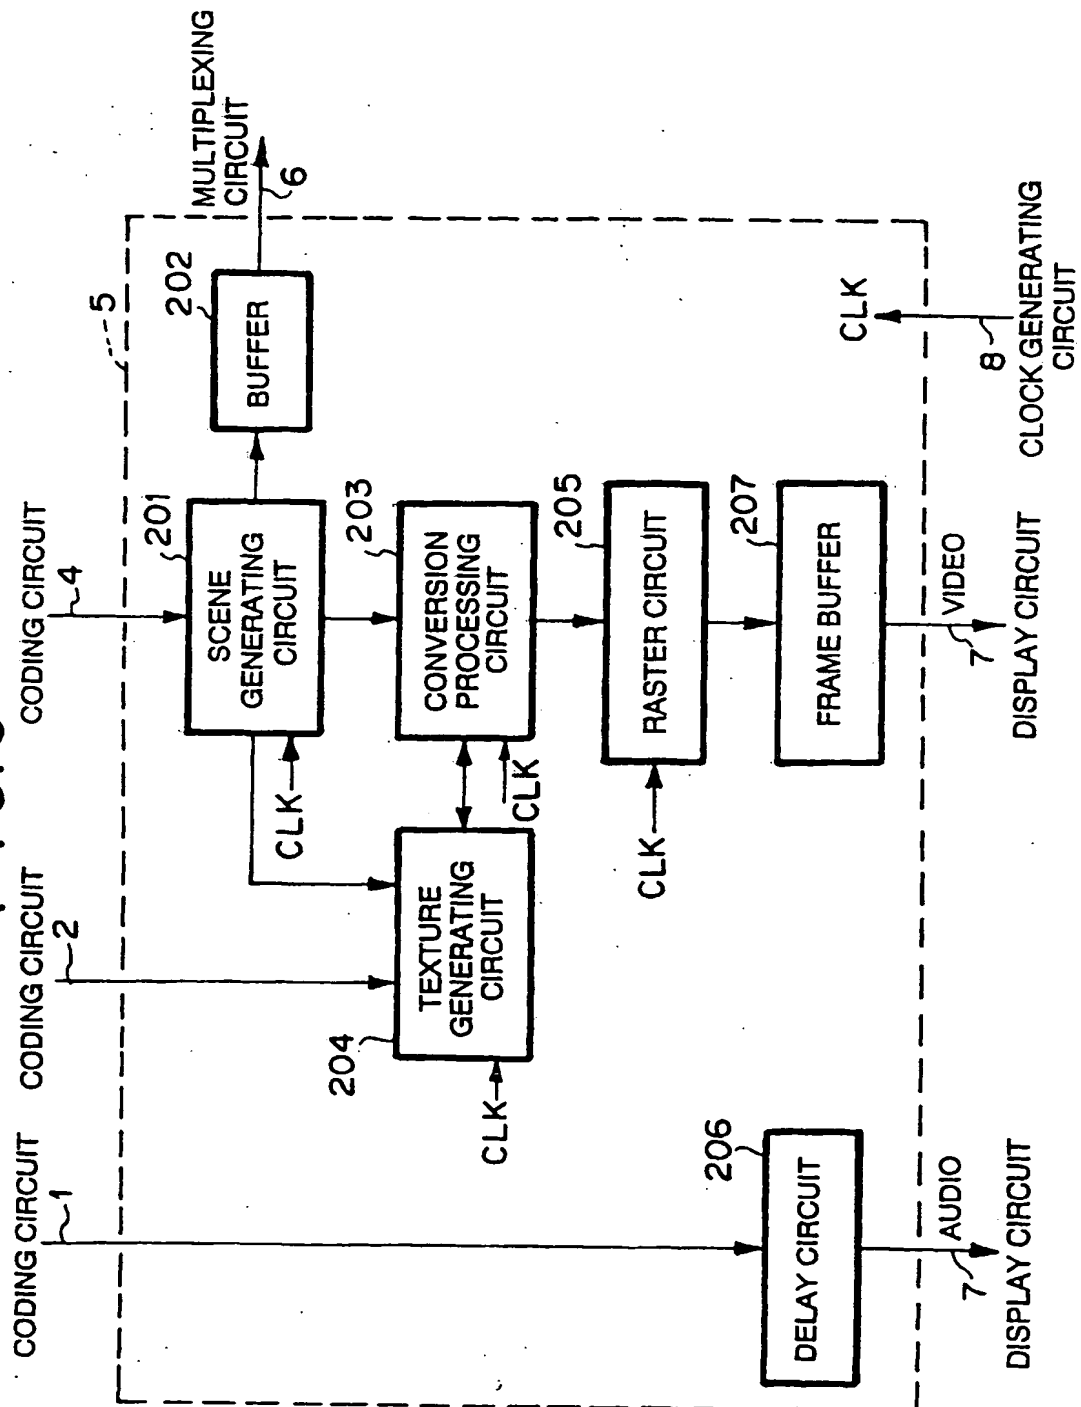 CODING CIRCUIT
1
CODING CIRCUIT
2
CODING CIRCUIT
4
5
MULTIPLEXING
CIRCUIT
6
201
SCENE
GENERATING
CIRCUIT
CLK
202
BUFFER
203
CONVERSION
PROCESSING
CIRCUIT
CLK
204
TEXTURE
GENERATING
CIRCUIT
CLK
205
RASTER CIRCUIT
CLK
206
DELAY CIRCUIT
207
FRAME BUFFER
CLK
AUDIO
7
DISPLAY CIRCUIT
VIDEO
7
DISPLAY CIRCUIT
8
CLOCK GENERATING
CIRCUIT